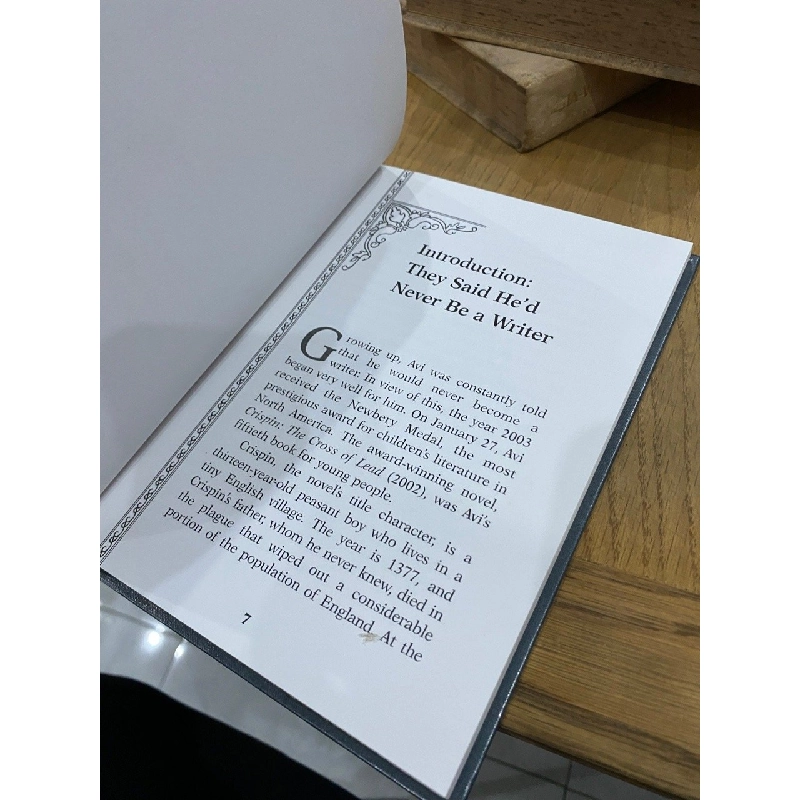 Introduction:
They Said He'd
Never Be a Writer
Growing up, Avi was constantly told
that he would never become a
writer. In view of this, the year 2003
began very well for him. On January 27, Avi
received the Newbery Medal, the most
prestigious award for children's literature in
North America. The award-winning novel,
Crispin: The Cross of Lead (2002), was Avi's
fiftieth book for young people.
Crispin, the novel's title character, is a
thirteen-year-old peasant boy who lives in a
tiny English village. The year is 1377, and
Crispin's father, whom he never knew, died in
the plague that wiped out a considerable
portion of the population of England. At the
7